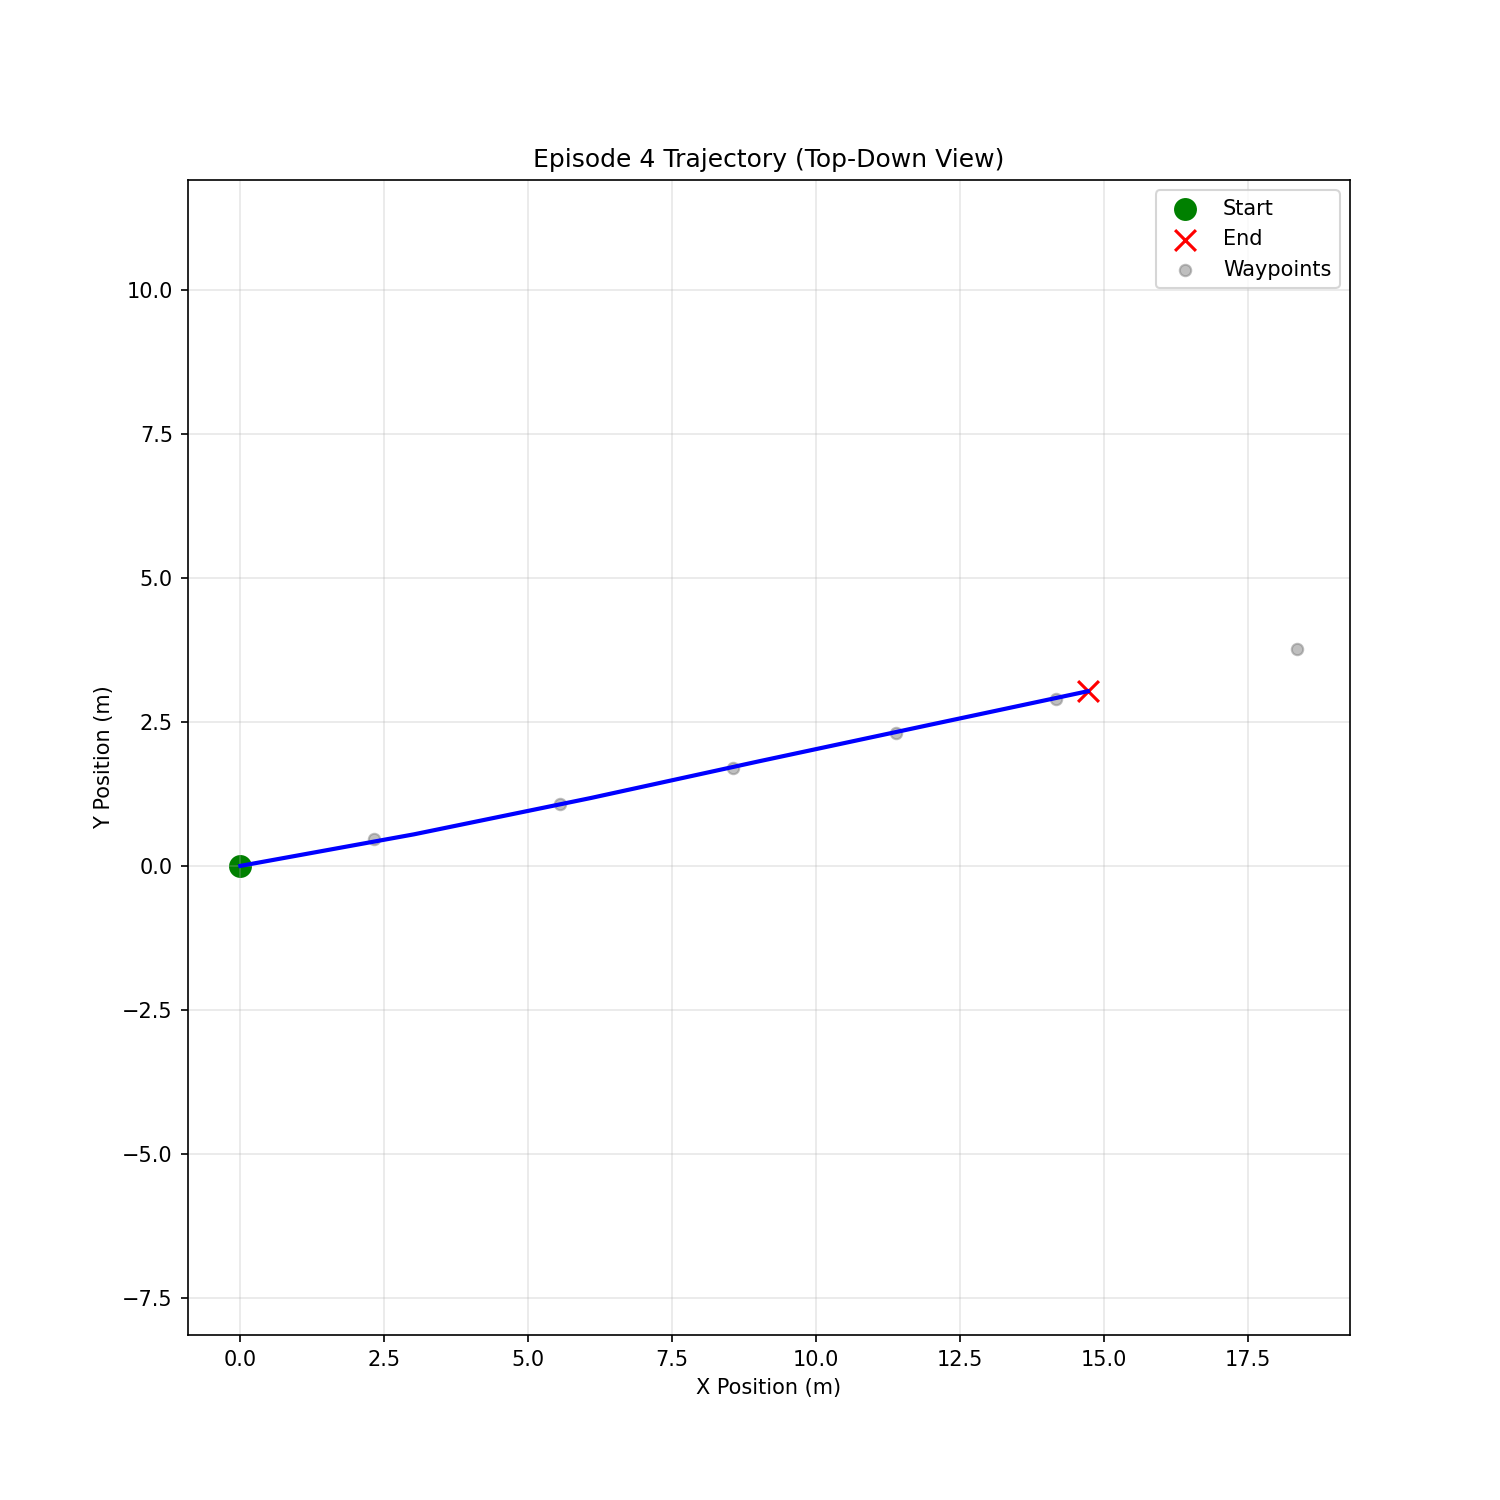 Episode 4 Trajectory (Top-Down View)
Start
End
Waypoints
10.0
7.5
5.0
2.5
0.0
−2.5
−5.0
−7.5
Y Position (m)
0.0 2.5 5.0 7.5 10.0 12.5 15.0 17.5
X Position (m)